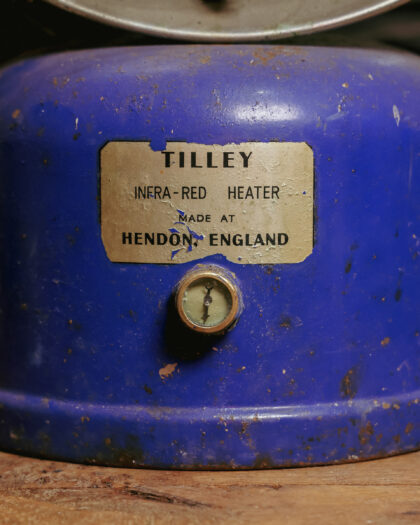 TILLEY
INFRA-RED HEATER
MADE AT
HENDON, ENGLAND